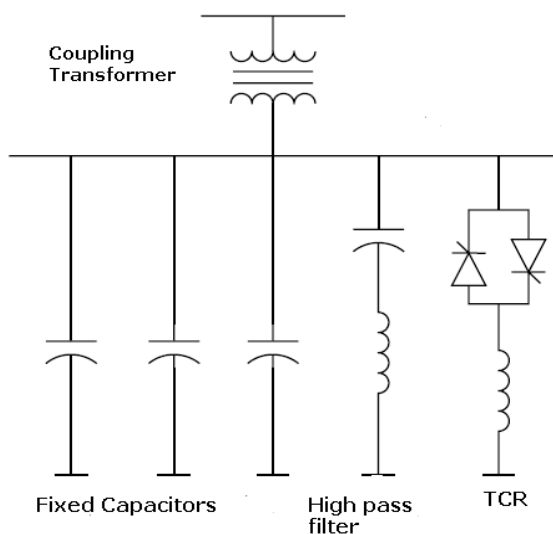 Coupling
Transformer
Fixed Capacitors
High pass
filter
TCR